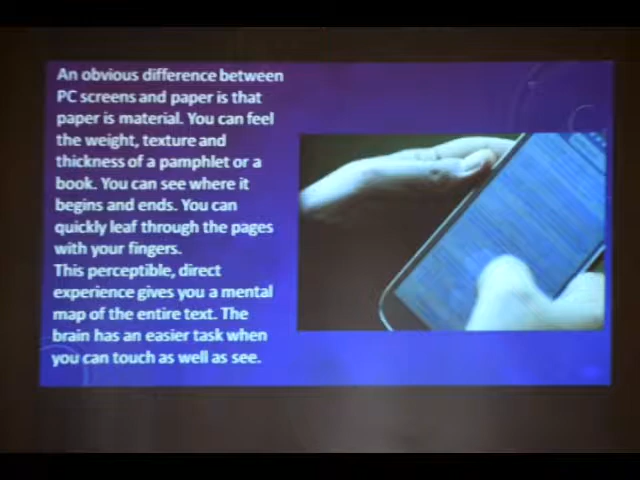 An obvious difference between
PC screens and paper is that
paper is material. You can feel
the weight, texture and
thickness of a pamphlet or a
book. You can see where it
begins and ends. You can
quickly leaf through the pages
with your fingers.
This perceptible, direct
experience gives you a mental
map of the entire text. The
brain has an easier task when
you can touch as well as see.